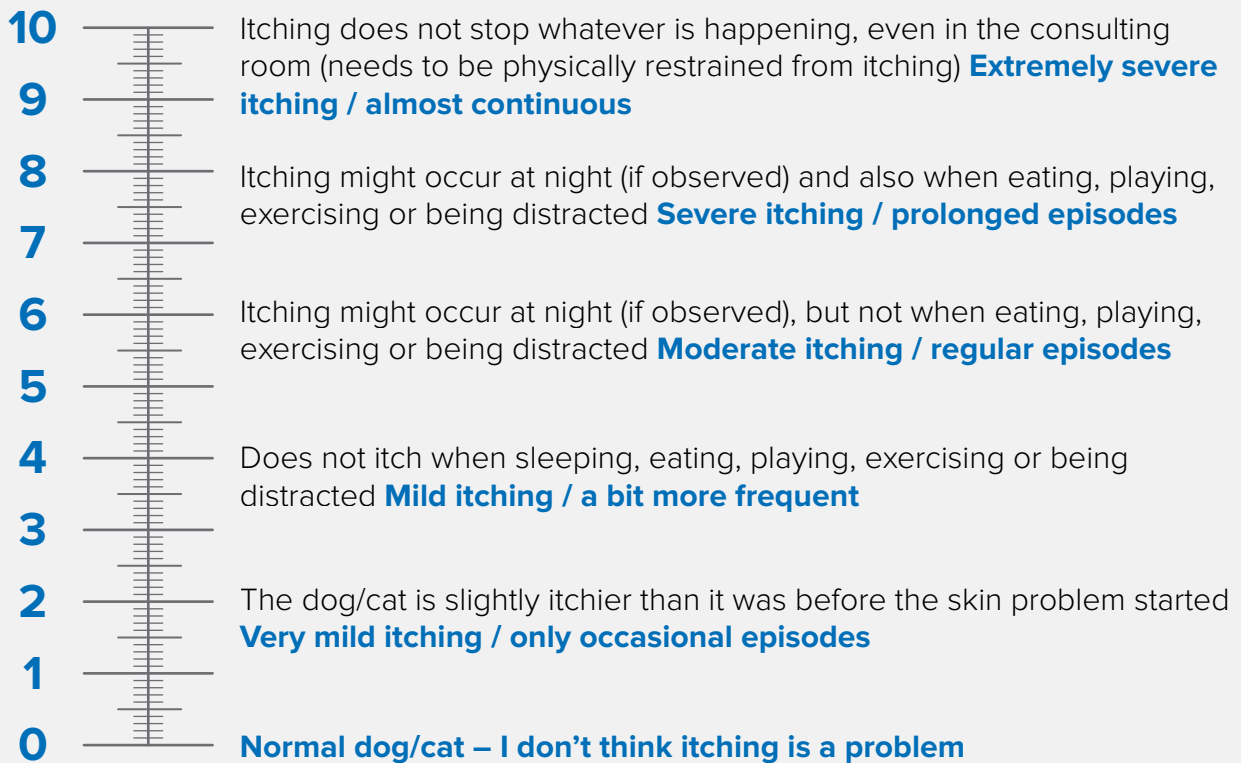 10 Itching does not stop whatever is happening, even in the consulting
room (needs to be physically restrained from itching) Extremely severe
9 itching / almost continuous
8 Itching might occur at night (if observed) and also when eating, playing,
exercising or being distracted Severe itching / prolonged episodes
7
6 Itching might occur at night (if observed), but not when eating, playing,
exercising or being distracted Moderate itching / regular episodes
5
4 Does not itch when sleeping, eating, playing, exercising or being
distracted Mild itching / a bit more frequent
3
2 The dog/cat is slightly itchier than it was before the skin problem started
Very mild itching / only occasional episodes
1
0 Normal dog/cat – I don’t think itching is a problem